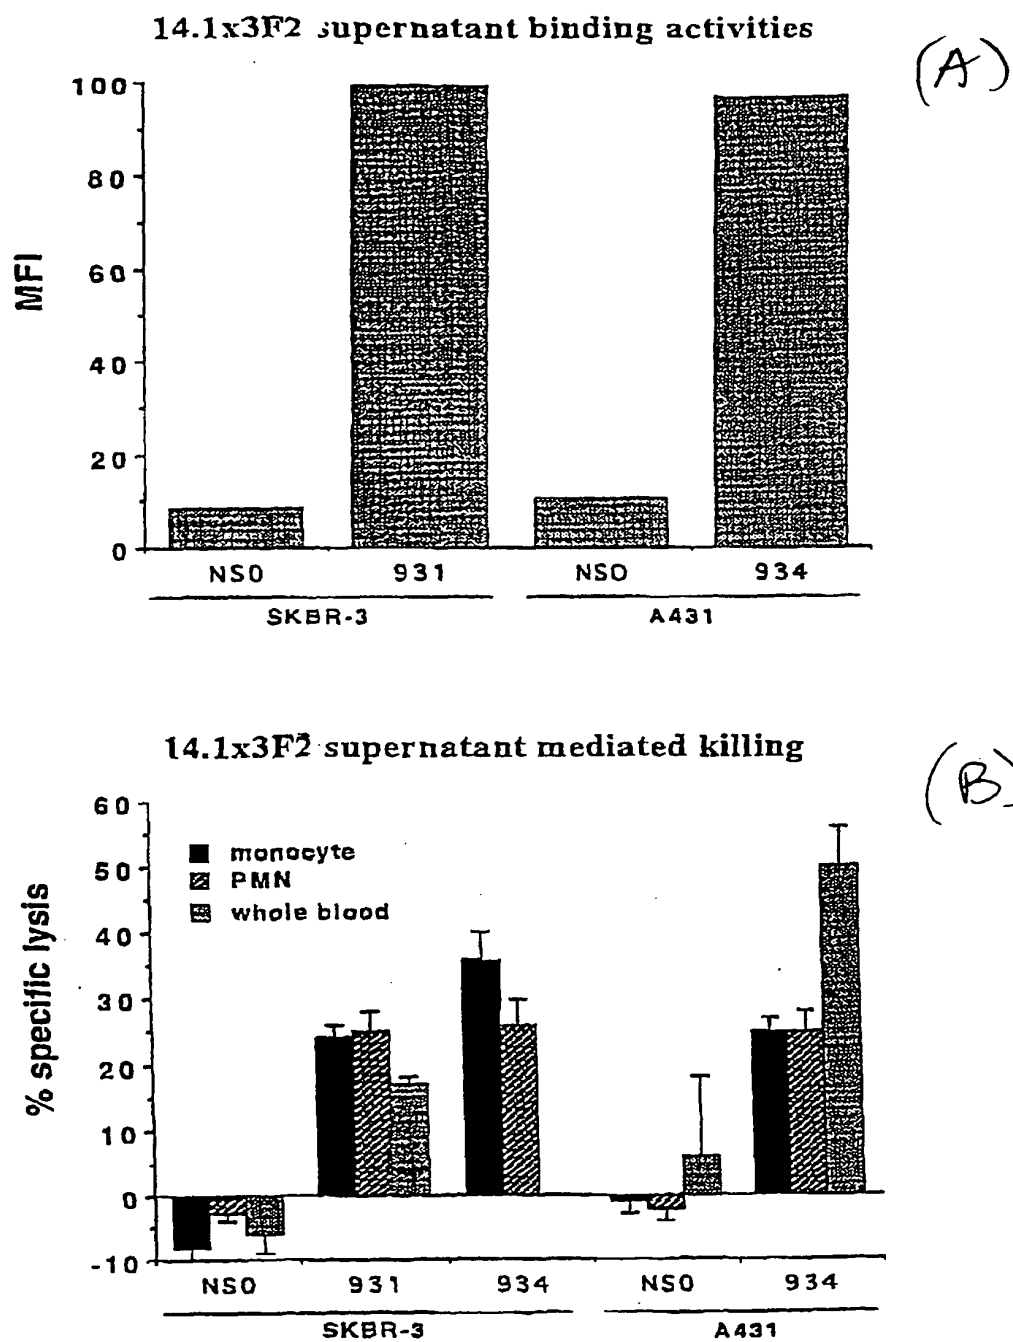 14.1x3F2 supernatant binding activities
(A)
100
80
60
40
20
0
MFI
NS0 931 NSO 934
SKBR-3 A431
14.1x3F2 supernatant mediated killing
(B)
60
50
40
30
20
10
0
-10
% specific lysis
monocyte
PMN
whole blood
NSO 931 934 NSO 934
SKBR-3 A431